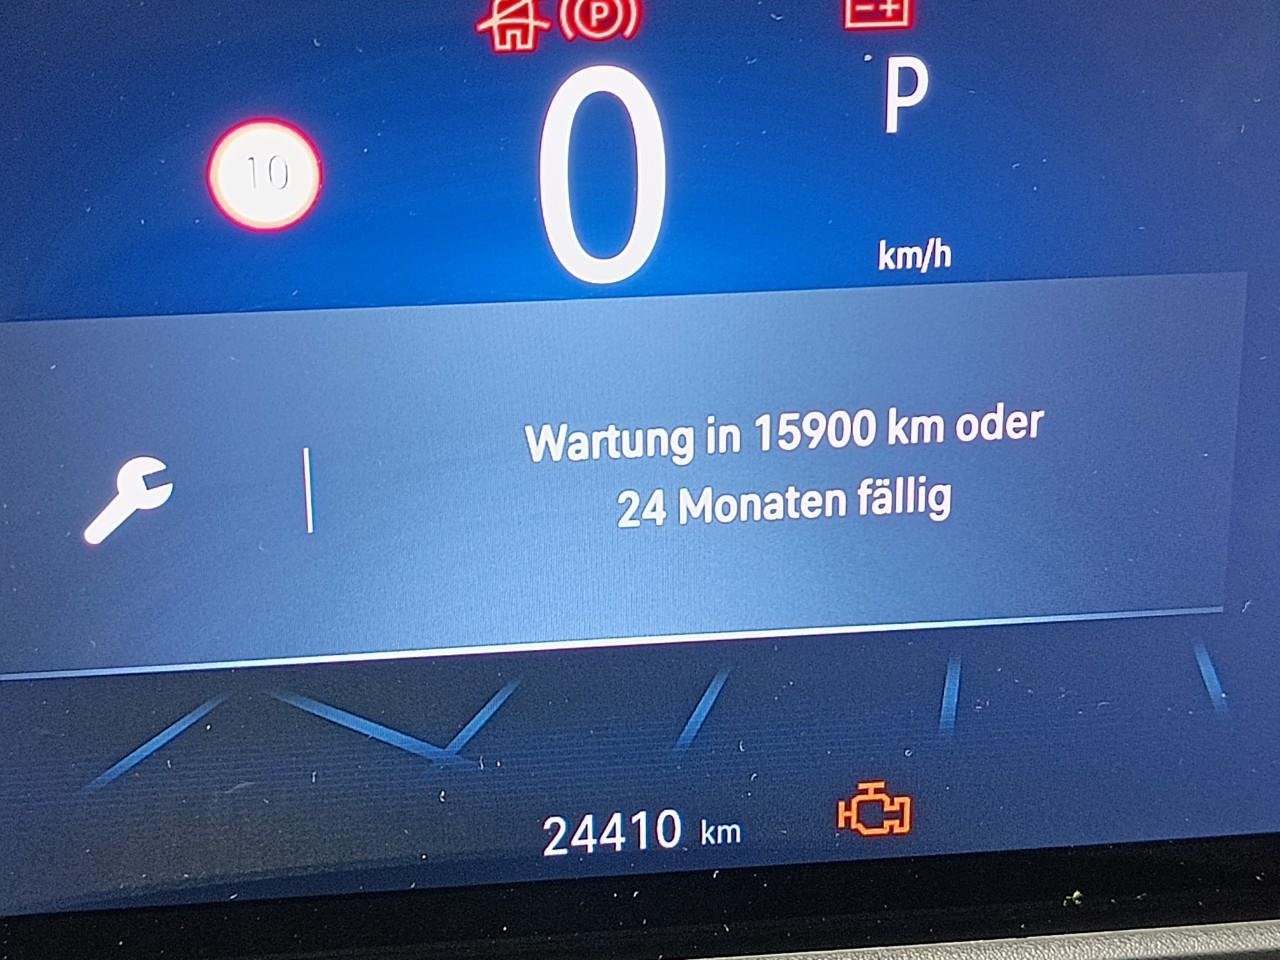 P
0
P
10
km/h
Wartung in 15900 km oder
24 Monaten fällig
24410 km